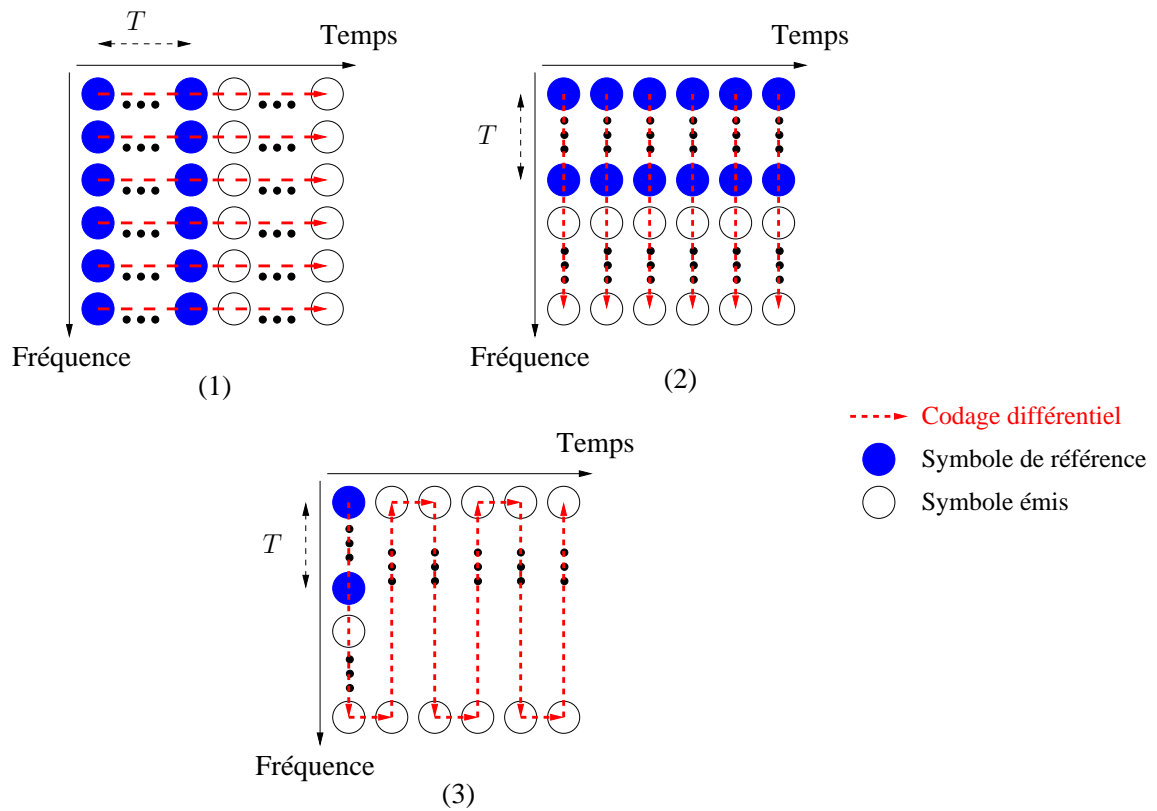 T
Temps
Fréquence
(1)
Temps
T
Fréquence
(2)
Temps
T
Fréquence
(3)
Codage différentiel
Symbole de référence
Symbole émis